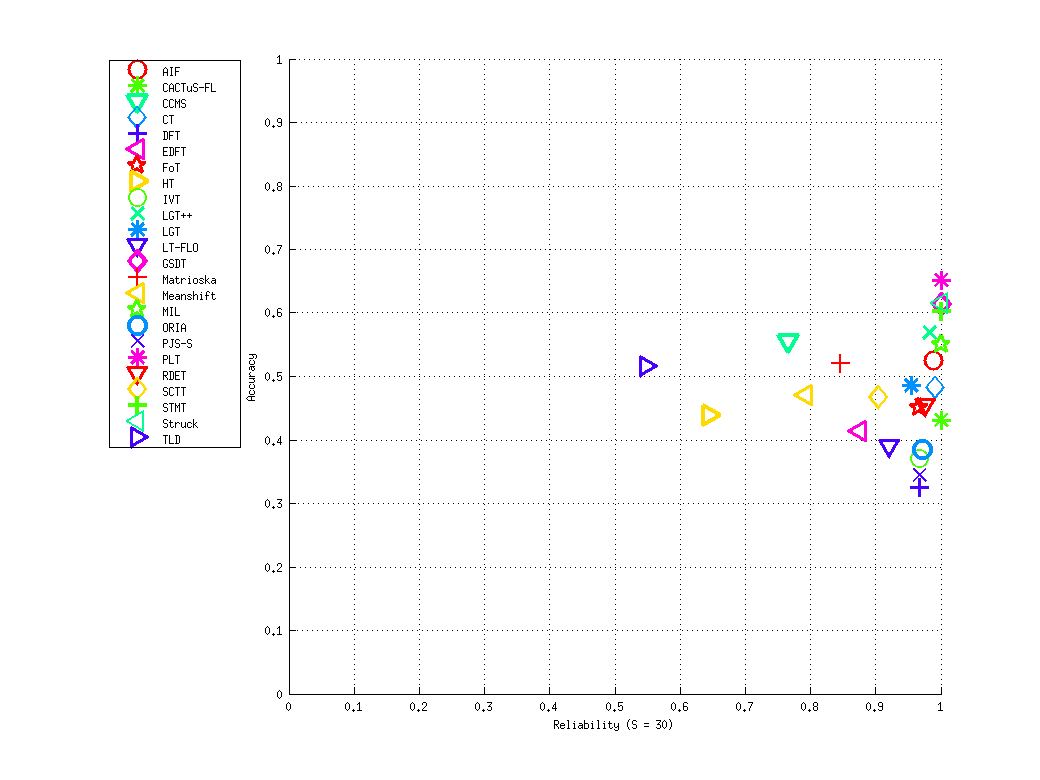 AIF
CACTuS-FL
CCMS
CT
DFT
EDFT
FoT
HT
IVT
LGT++
LGT
LT-FLO
GSDT
Matrioska
Meanshift
MIL
ORIA
PJS-S
PLT
RDET
SCTT
STMT
Struck
TLD
Accuracy
1
0.9
0.8
0.7
0.6
0.5
0.4
0.3
0.2
0.1
0
0 0.1 0.2 0.3 0.4 0.5 0.6 0.7 0.8 0.9 1
Reliability (S = 30)